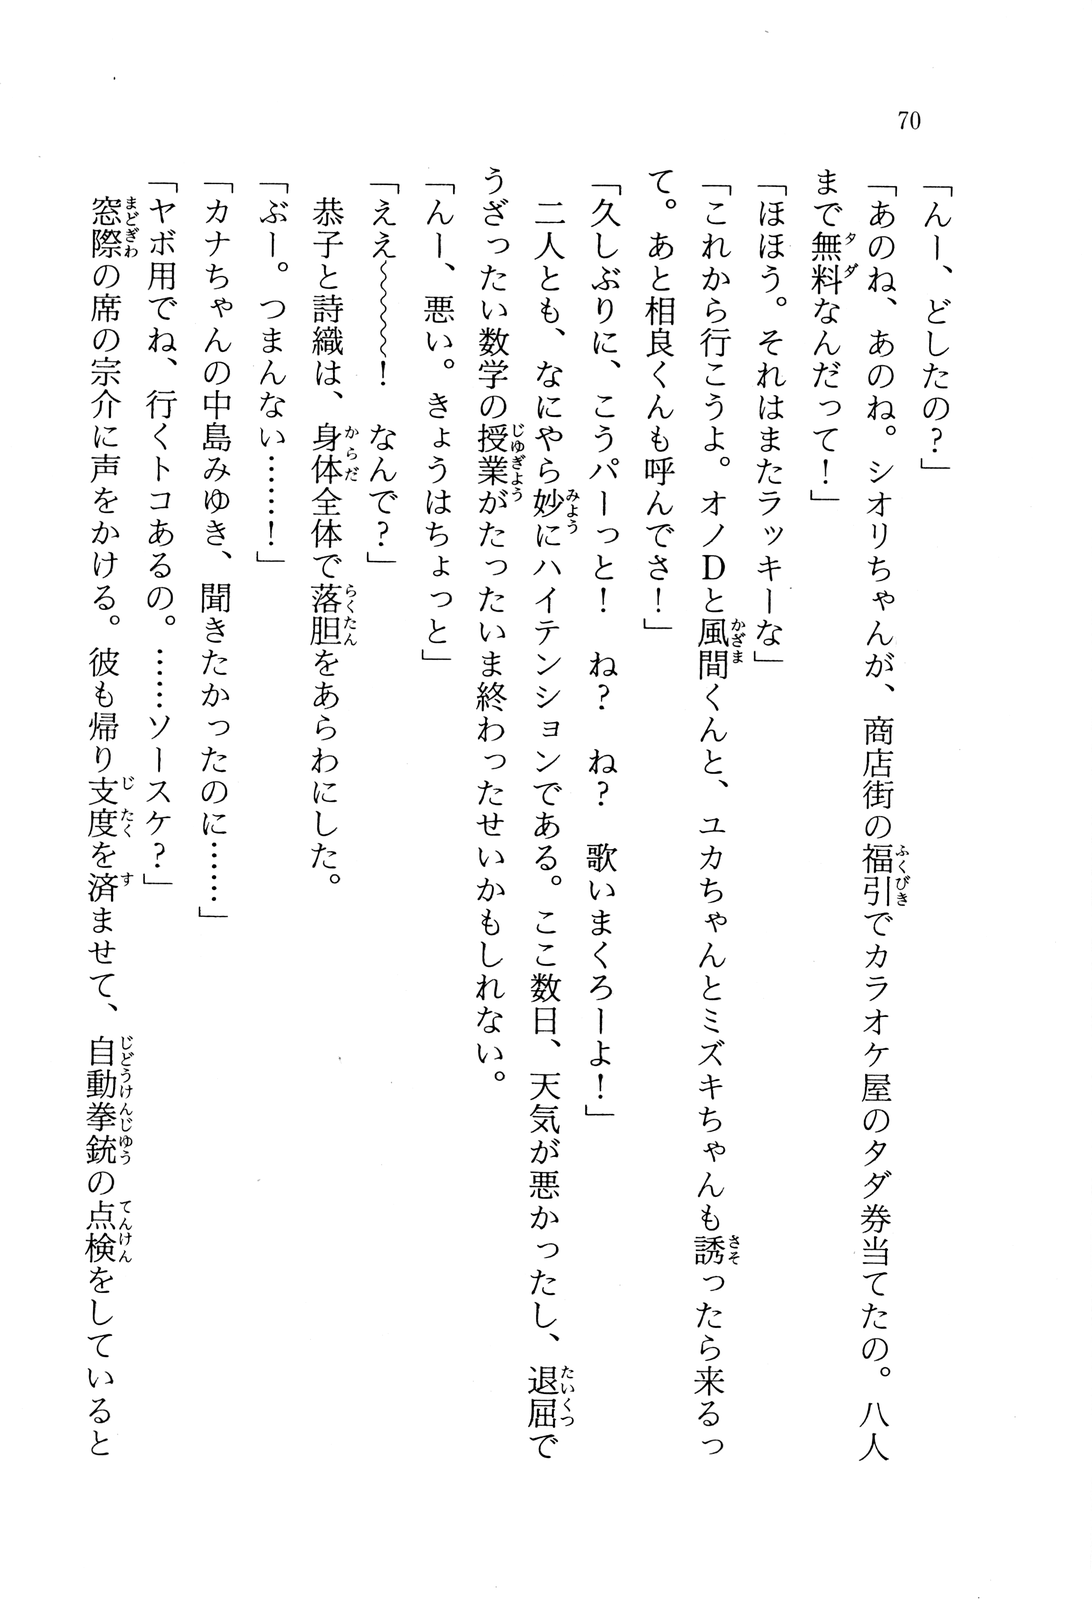 70
「んー、どしたの？」
「あのね、あのね。シオリちゃんが、商店街の福引でカラオケ屋のタダ券当てたの。八人
まで無料なんだって！」
「ほほう。それはまたラッキーな」
「これから行こうよ。オノDと風間くんと、ユカちゃんとミズキちゃんも誘ったら来るっ
て。あと相良くんも呼んでさ！」
「久しぶりに、こうパーっと！　ね？　ね？　歌いまくろーよ！」
　二人とも、なにやら妙にハイテンションである。ここ数日、天気が悪かったし、退屈で
うざったい数学の授業がたったいま終わったせいかもしれない。
「んー、悪い。きょうはちょっと」
「ええ〜〜〜〜！　なんで？」
　恭子と詩織は、身体全体で落胆をあらわにした。
「ぶー。つまんない……！」
「カナちゃんの中島みゆき、聞きたかったのに……」
「ヤボ用でね、行くトコあるの。……ソースケ？」
　窓際の席の宗介に声をかける。彼も帰り支度を済ませて、自動拳銃の点検をしていると